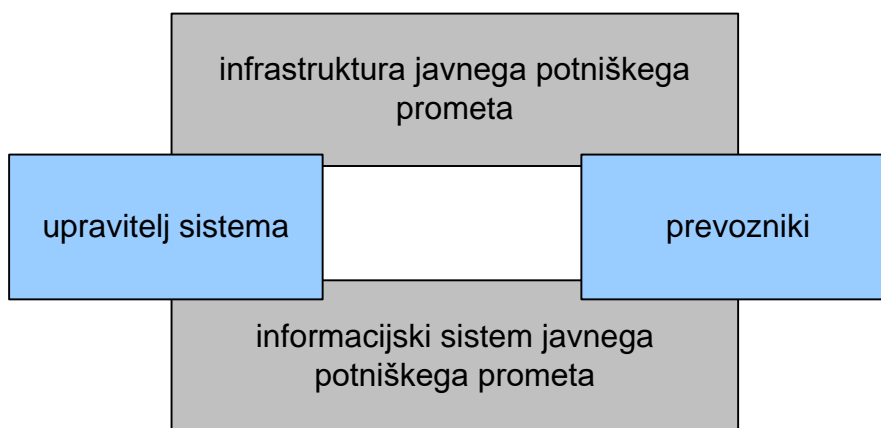 infrastruktura javnega potniškega
prometa
upravitelj sistema
prevozniki
informacijski sistem javnega
potniškega prometa